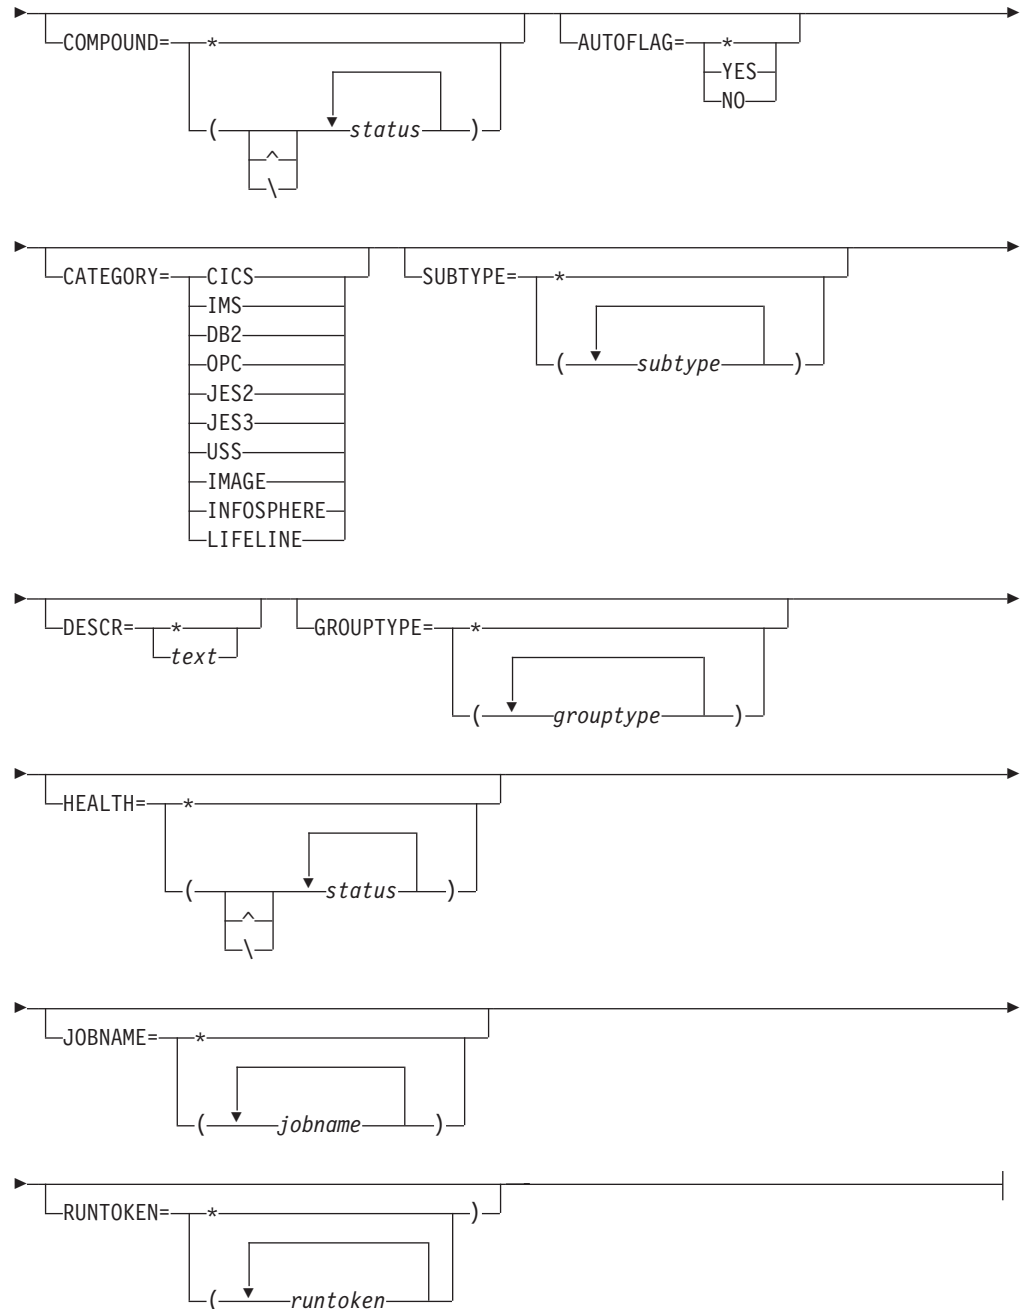 COMPOUND= * AUTOFLAG= *
YES
NO
( status )
^
\
CATEGORY= CICS SUBTYPE= *
IMS
DB2
OPC
( subtype )
JES2
JES3
USS
IMAGE
INFOSPHERE
LIFELINE
DESCR= * GROUPTYPE= *
text
( grouptype )
HEALTH= *
( status )
^
\
JOBNAME= *
( jobname )
RUNTOKEN= * )
( runtoken